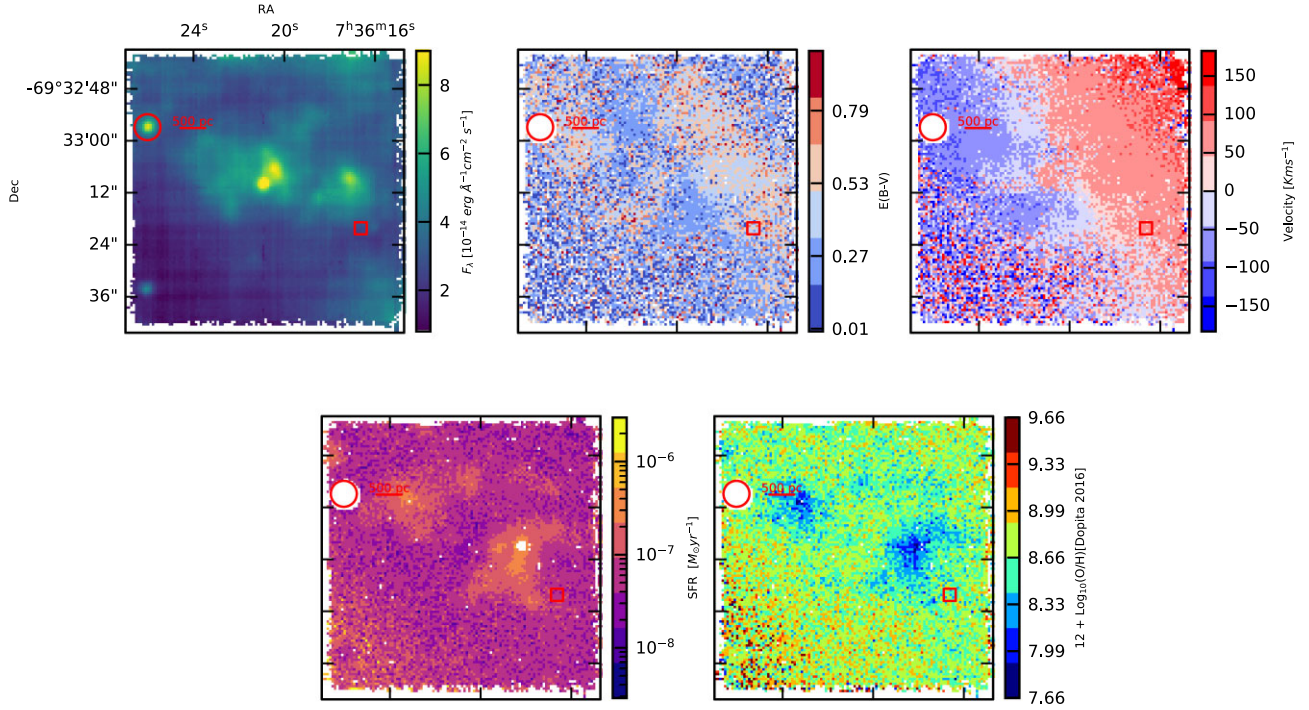 RA
24ˢ 20ˢ 7ʰ36ᵐ16ˢ
-69°32'48"
33'00"
12"
24"
36"
Dec
500 pc
8
6
4
2
F_λ [10⁻¹⁴ erg Å⁻¹cm⁻² s⁻¹]
500 pc
0.79
0.53
0.27
0.01
E(B-V)
500 pc
150
100
50
0
−50
−100
−150
Velocity [Kms⁻¹]
500 pc
10⁻⁶
10⁻⁷
10⁻⁸
SFR [M⊙yr⁻¹]
500 pc
9.66
9.33
8.99
8.66
8.33
7.99
7.66
12 + Log₁₀(O/H)[Dopita 2016]